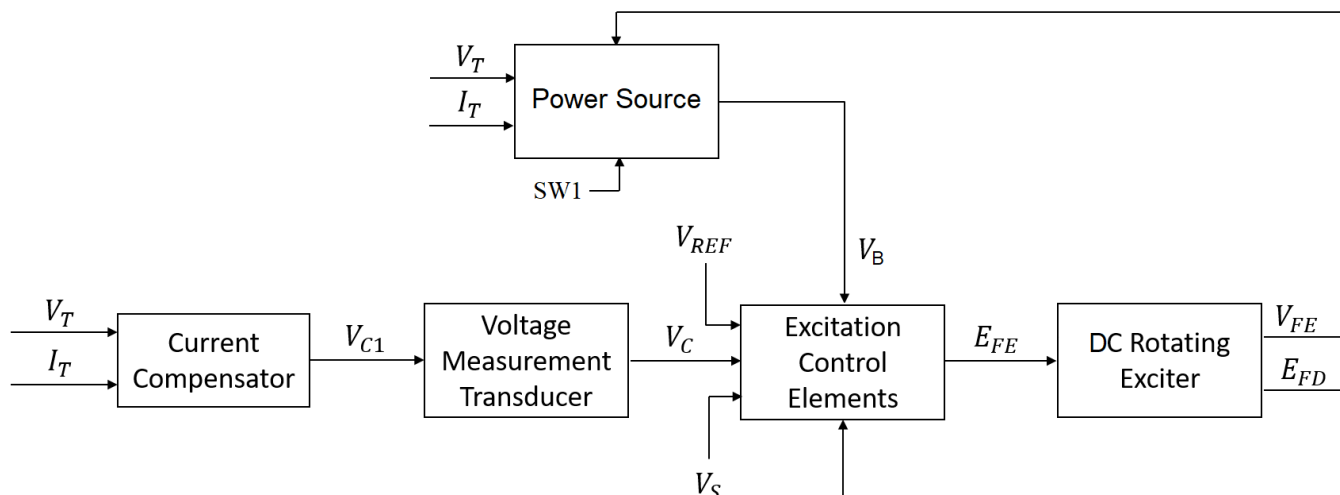 V_T
I_T
Power Source
SW1
V_REF
V_B
V_T
I_T
Current
Compensator
V_C1
Voltage
Measurement
Transducer
V_C
Excitation
Control
Elements
E_FE
DC Rotating
Exciter
V_FE
E_FD
V_S